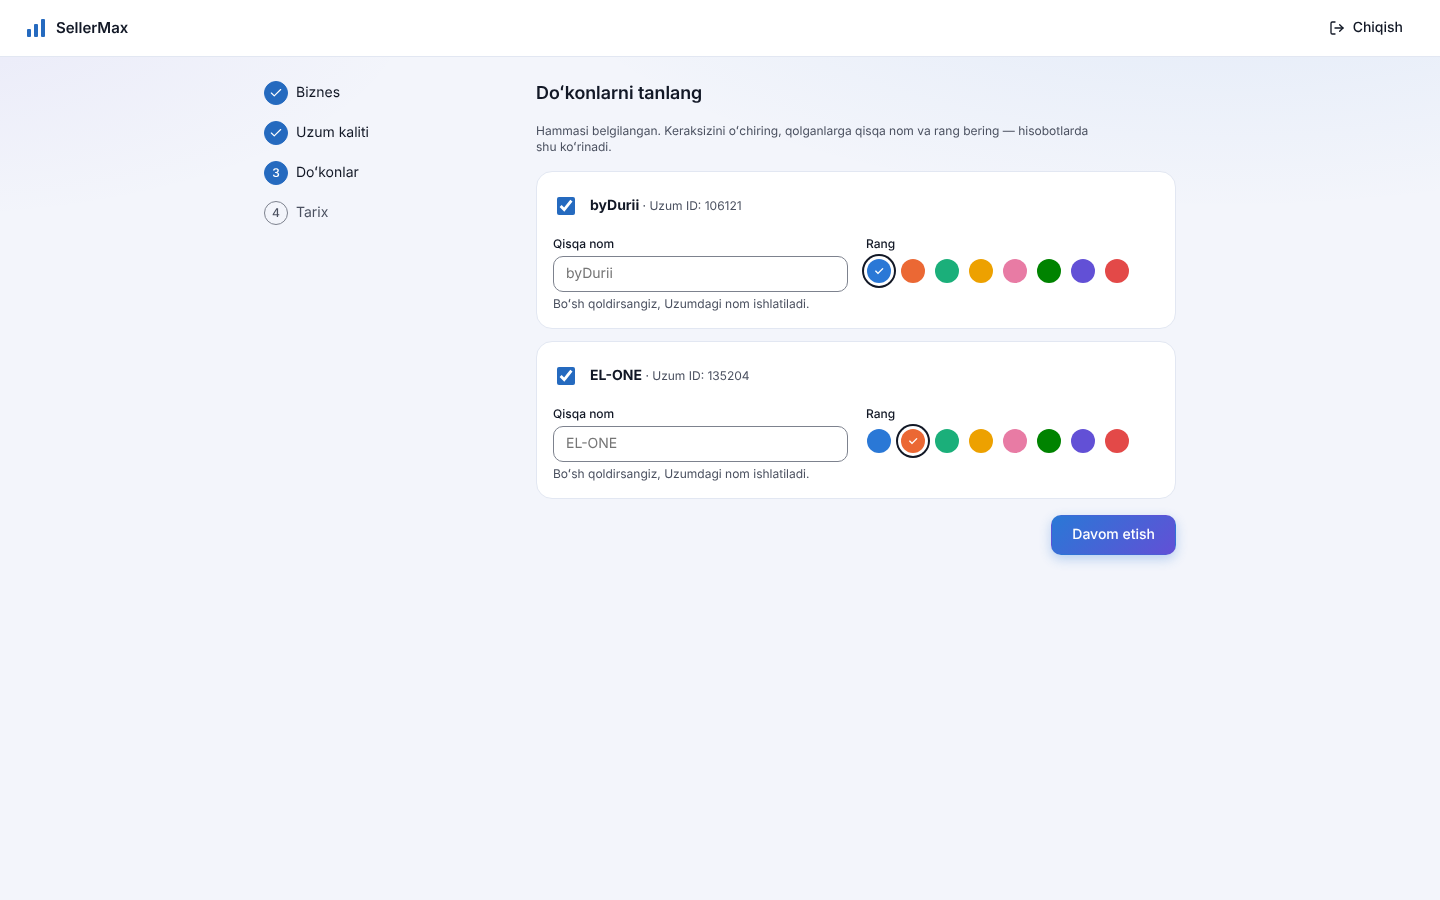 SellerMax
Chiqish
Biznes
Uzum kaliti
3 Doʻkonlar
4 Tarix
Doʻkonlarni tanlang
Hammasi belgilangan. Keraksizini oʻchiring, qolganlarga qisqa nom va rang bering — hisobotlarda
shu koʻrinadi.
byDurii · Uzum ID: 106121
Qisqa nom
Rang
byDurii
Boʻsh qoldirsangiz, Uzumdagi nom ishlatiladi.
EL-ONE · Uzum ID: 135204
Qisqa nom
Rang
EL-ONE
Boʻsh qoldirsangiz, Uzumdagi nom ishlatiladi.
Davom etish